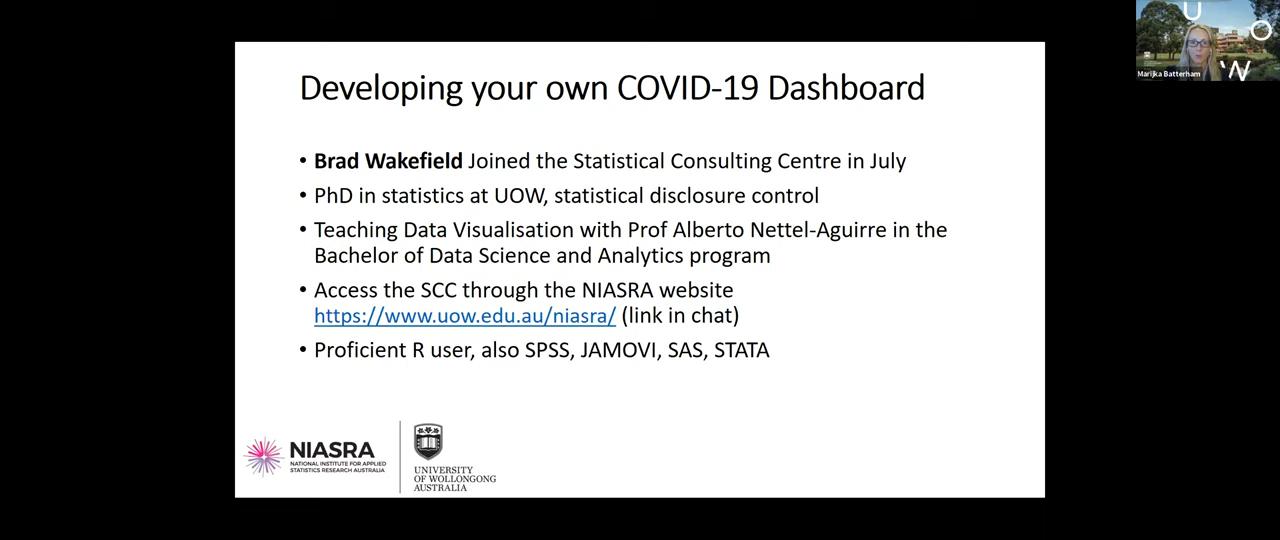 Developing your own COVID-19 Dashboard
• Brad Wakefield Joined the Statistical Consulting Centre in July
• PhD in statistics at UOW, statistical disclosure control
• Teaching Data Visualisation with Prof Alberto Nettel-Aguirre in the
Bachelor of Data Science and Analytics program
• Access the SCC through the NIASRA website
https://www.uow.edu.au/niasra/ (link in chat)
• Proficient R user, also SPSS, JAMOVI, SAS, STATA
NIASRA
NATIONAL INSTITUTE FOR APPLIED
STATISTICS RESEARCH AUSTRALIA
UNIVERSITY
OF WOLLONGONG
AUSTRALIA
U
O
W
Marijka Batterham